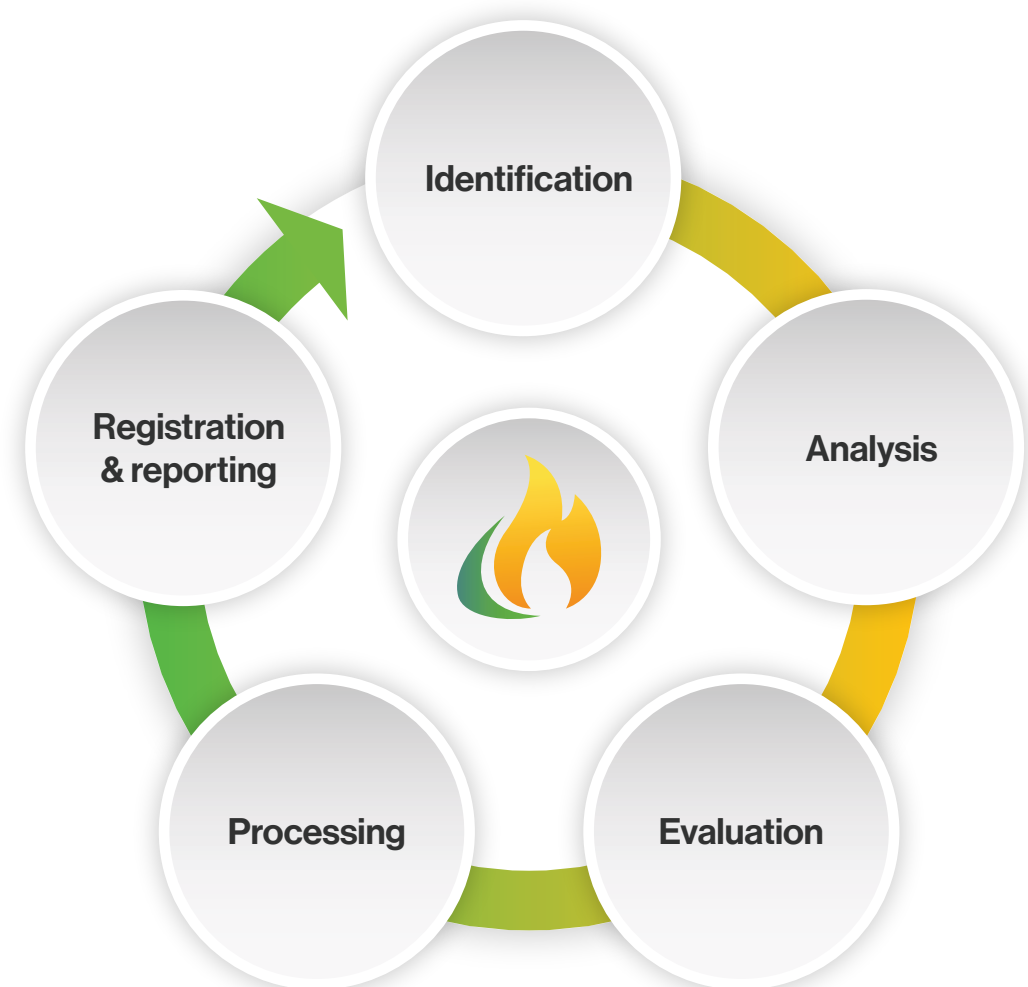 Identification
Analysis
Evaluation
Processing
Registration
& reporting